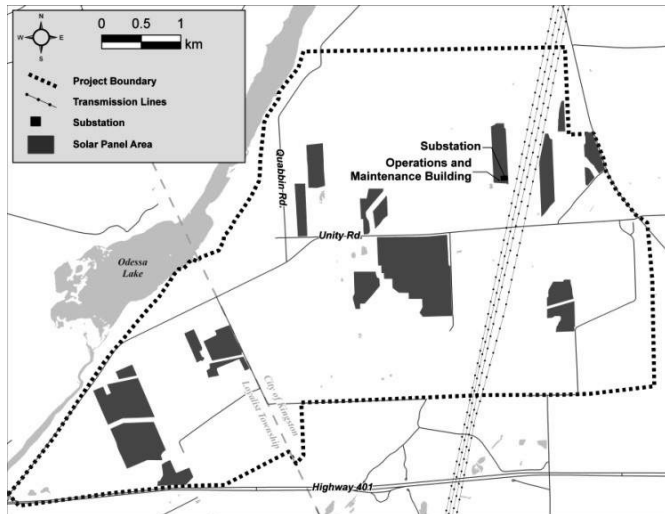 N
W E
S
0 0.5 1
km
Project Boundary
Transmission Lines
Substation
Solar Panel Area
Quabbin Rd.
Substation
Operations and
Maintenance Building
Unity Rd.
Odessa
Lake
City of Kingston
Loyalist Township
Highway 401